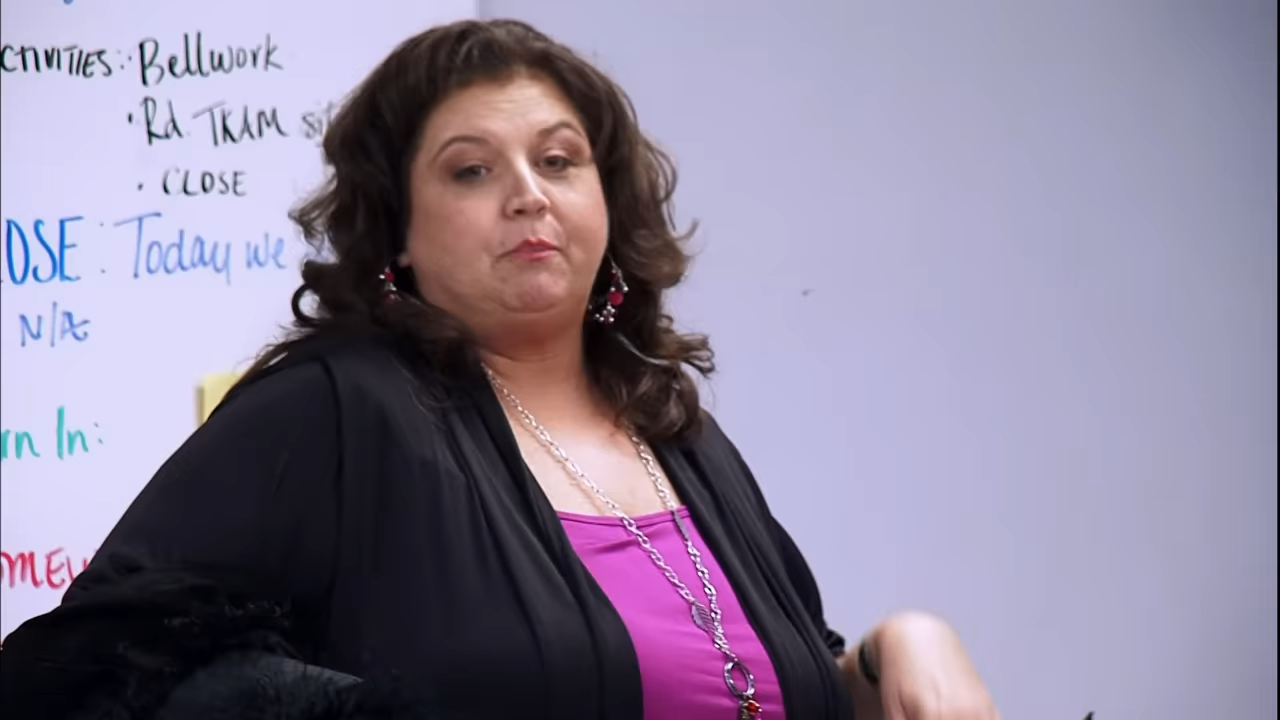 CTIVITIES: Bellwork
• Rd. TKAM
• CLOSE
OSE: Today we
N/A
rn In:
OMEW